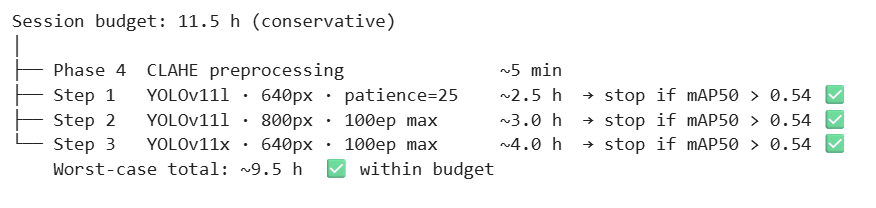 Session budget: 11.5 h (conservative)
│
├── Phase 4  CLAHE preprocessing               ~5 min
├── Step 1   YOLOv11l · 640px · patience=25    ~2.5 h  → stop if mAP50 > 0.54 ✅
├── Step 2   YOLOv11l · 800px · 100ep max      ~3.0 h  → stop if mAP50 > 0.54 ✅
└── Step 3   YOLOv11x · 640px · 100ep max      ~4.0 h  → stop if mAP50 > 0.54 ✅
    Worst-case total: ~9.5 h  ✅ within budget